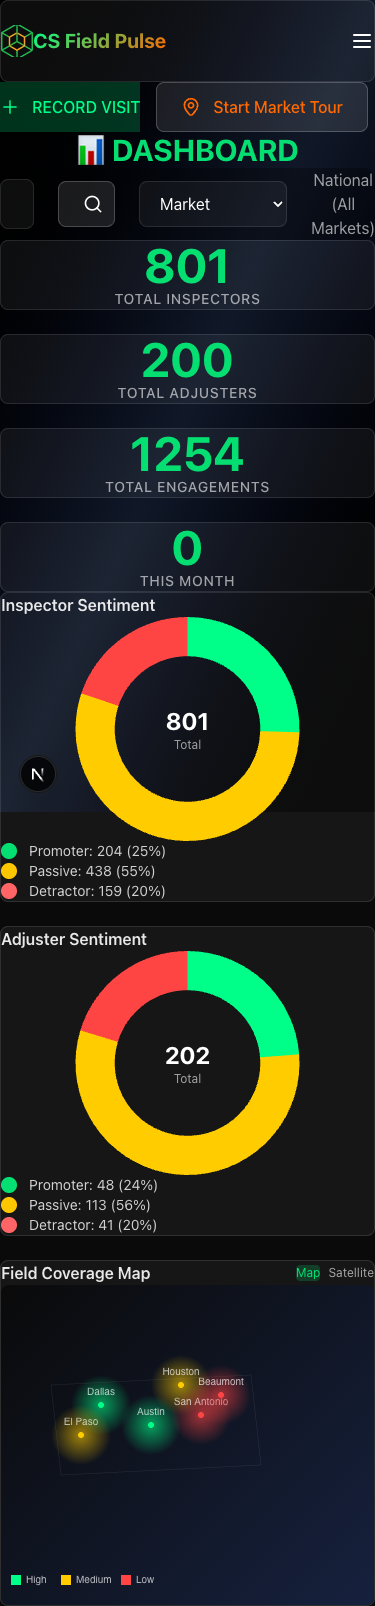 CS Field Pulse
+ RECORD VISIT
Start Market Tour
📊 DASHBOARD
Market
National
(All
Markets)
801
TOTAL INSPECTORS
200
TOTAL ADJUSTERS
1254
TOTAL ENGAGEMENTS
0
THIS MONTH
Inspector Sentiment
801
Total
N
Promoter: 204 (25%)
Passive: 438 (55%)
Detractor: 159 (20%)
Adjuster Sentiment
202
Total
Promoter: 48 (24%)
Passive: 113 (56%)
Detractor: 41 (20%)
Field Coverage Map
Map Satellite
Houston
Beaumont
Dallas
San Antonio
Austin
El Paso
High Medium Low